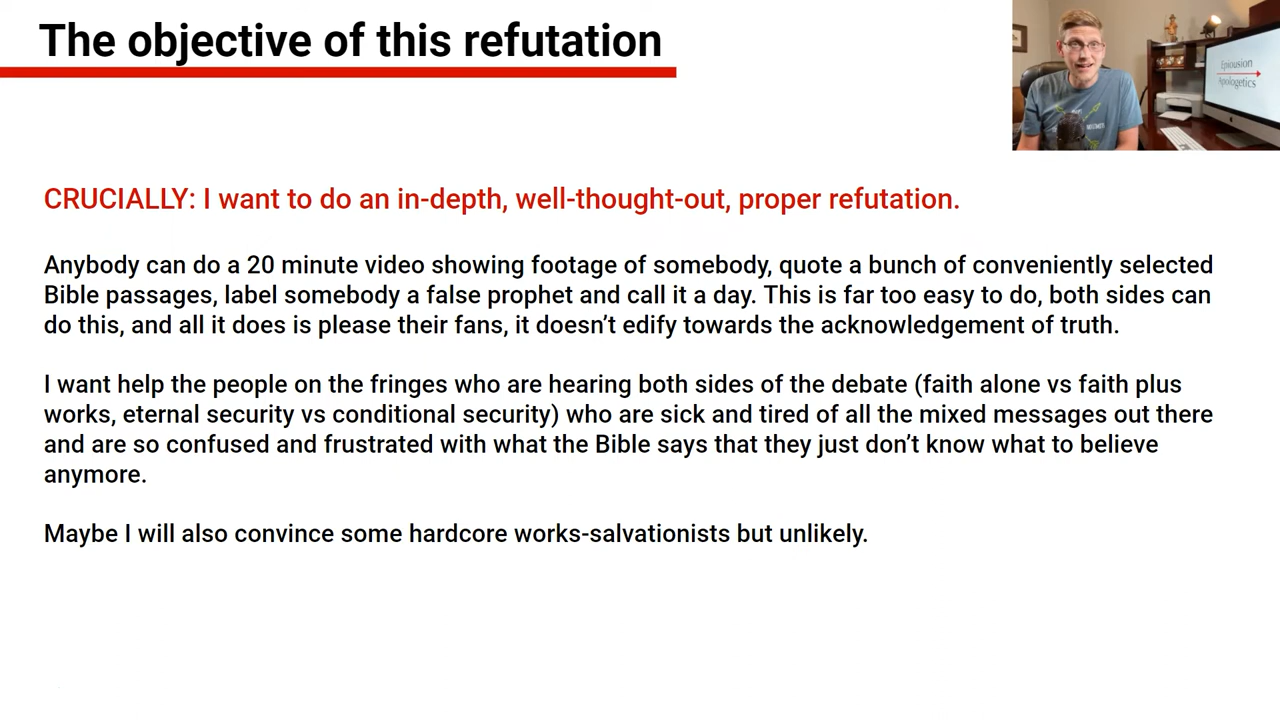 The objective of this refutation
Epiousion
Apologetics
CRUCIALLY: I want to do an in-depth, well-thought-out, proper refutation.
Anybody can do a 20 minute video showing footage of somebody, quote a bunch of conveniently selected
Bible passages, label somebody a false prophet and call it a day. This is far too easy to do, both sides can
do this, and all it does is please their fans, it doesn’t edify towards the acknowledgement of truth.
I want help the people on the fringes who are hearing both sides of the debate (faith alone vs faith plus
works, eternal security vs conditional security) who are sick and tired of all the mixed messages out there
and are so confused and frustrated with what the Bible says that they just don’t know what to believe
anymore.
Maybe I will also convince some hardcore works-salvationists but unlikely.